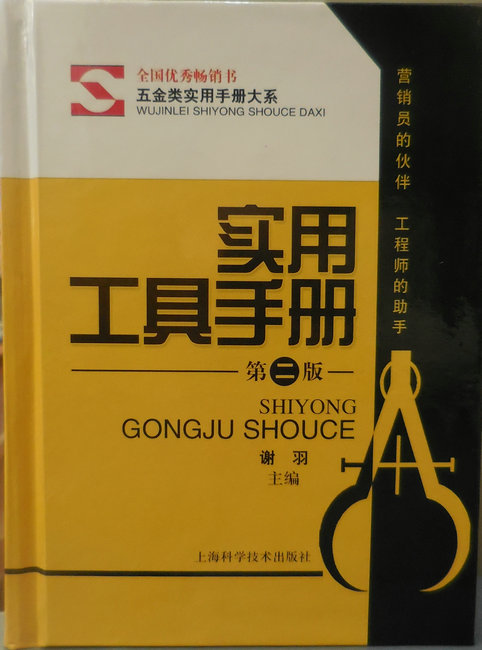 全国优秀畅销书
五金类实用手册大系
WUJINLEI SHIYONG SHOUCE DAXI
营销员的伙伴 工程师的助手
实用
工具手册
第二版
SHIYONG
GONGJU SHOUCE
谢 羽
主编
上海科学技术出版社